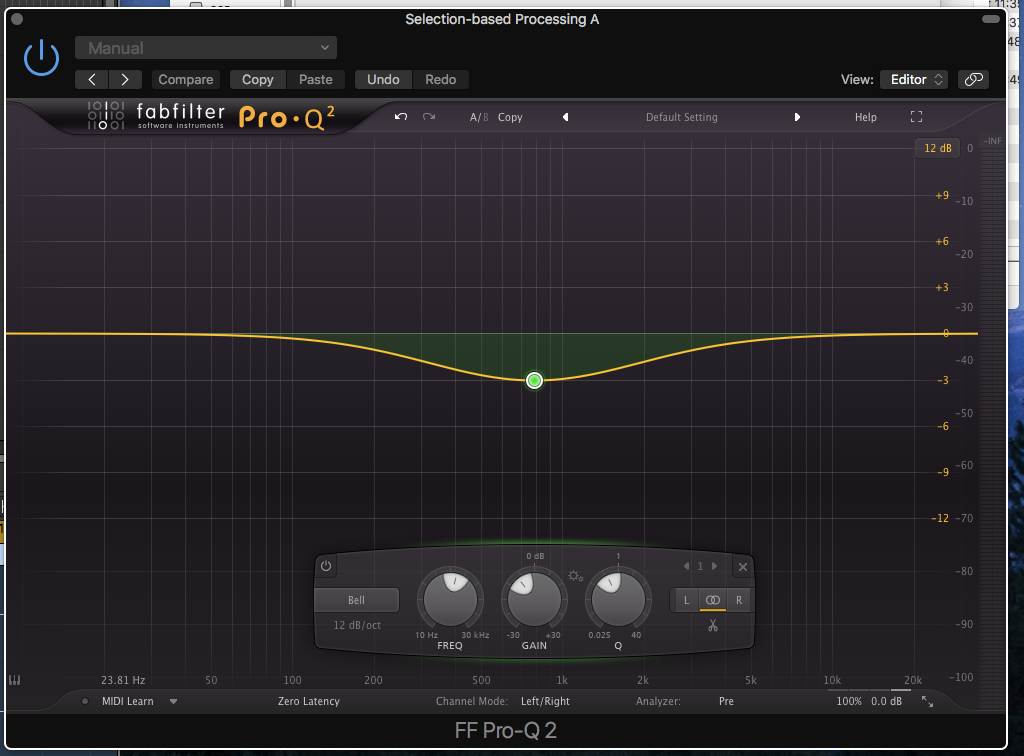 Selection-based Processing A
Manual
Compare Copy Paste Undo Redo View: Editor
fabfilter Pro·Q²
software instruments
A/B Copy Default Setting Help
12 dB 0 -INF
+9 -10
+6 -20
+3 -30
0 -40
-3 -50
-6 -60
-9
-12 -70
-80
-90
-100
0 dB 1 1
Bell L R
12 dB/oct
10 Hz 30 kHz -30 +30 0.025 40
FREQ GAIN Q
23.81 Hz 50 100 200 500 1k 2k 5k 10k 20k
MIDI Learn Zero Latency Channel Mode: Left/Right Analyzer: Pre 100% 0.0 dB
FF Pro-Q 2